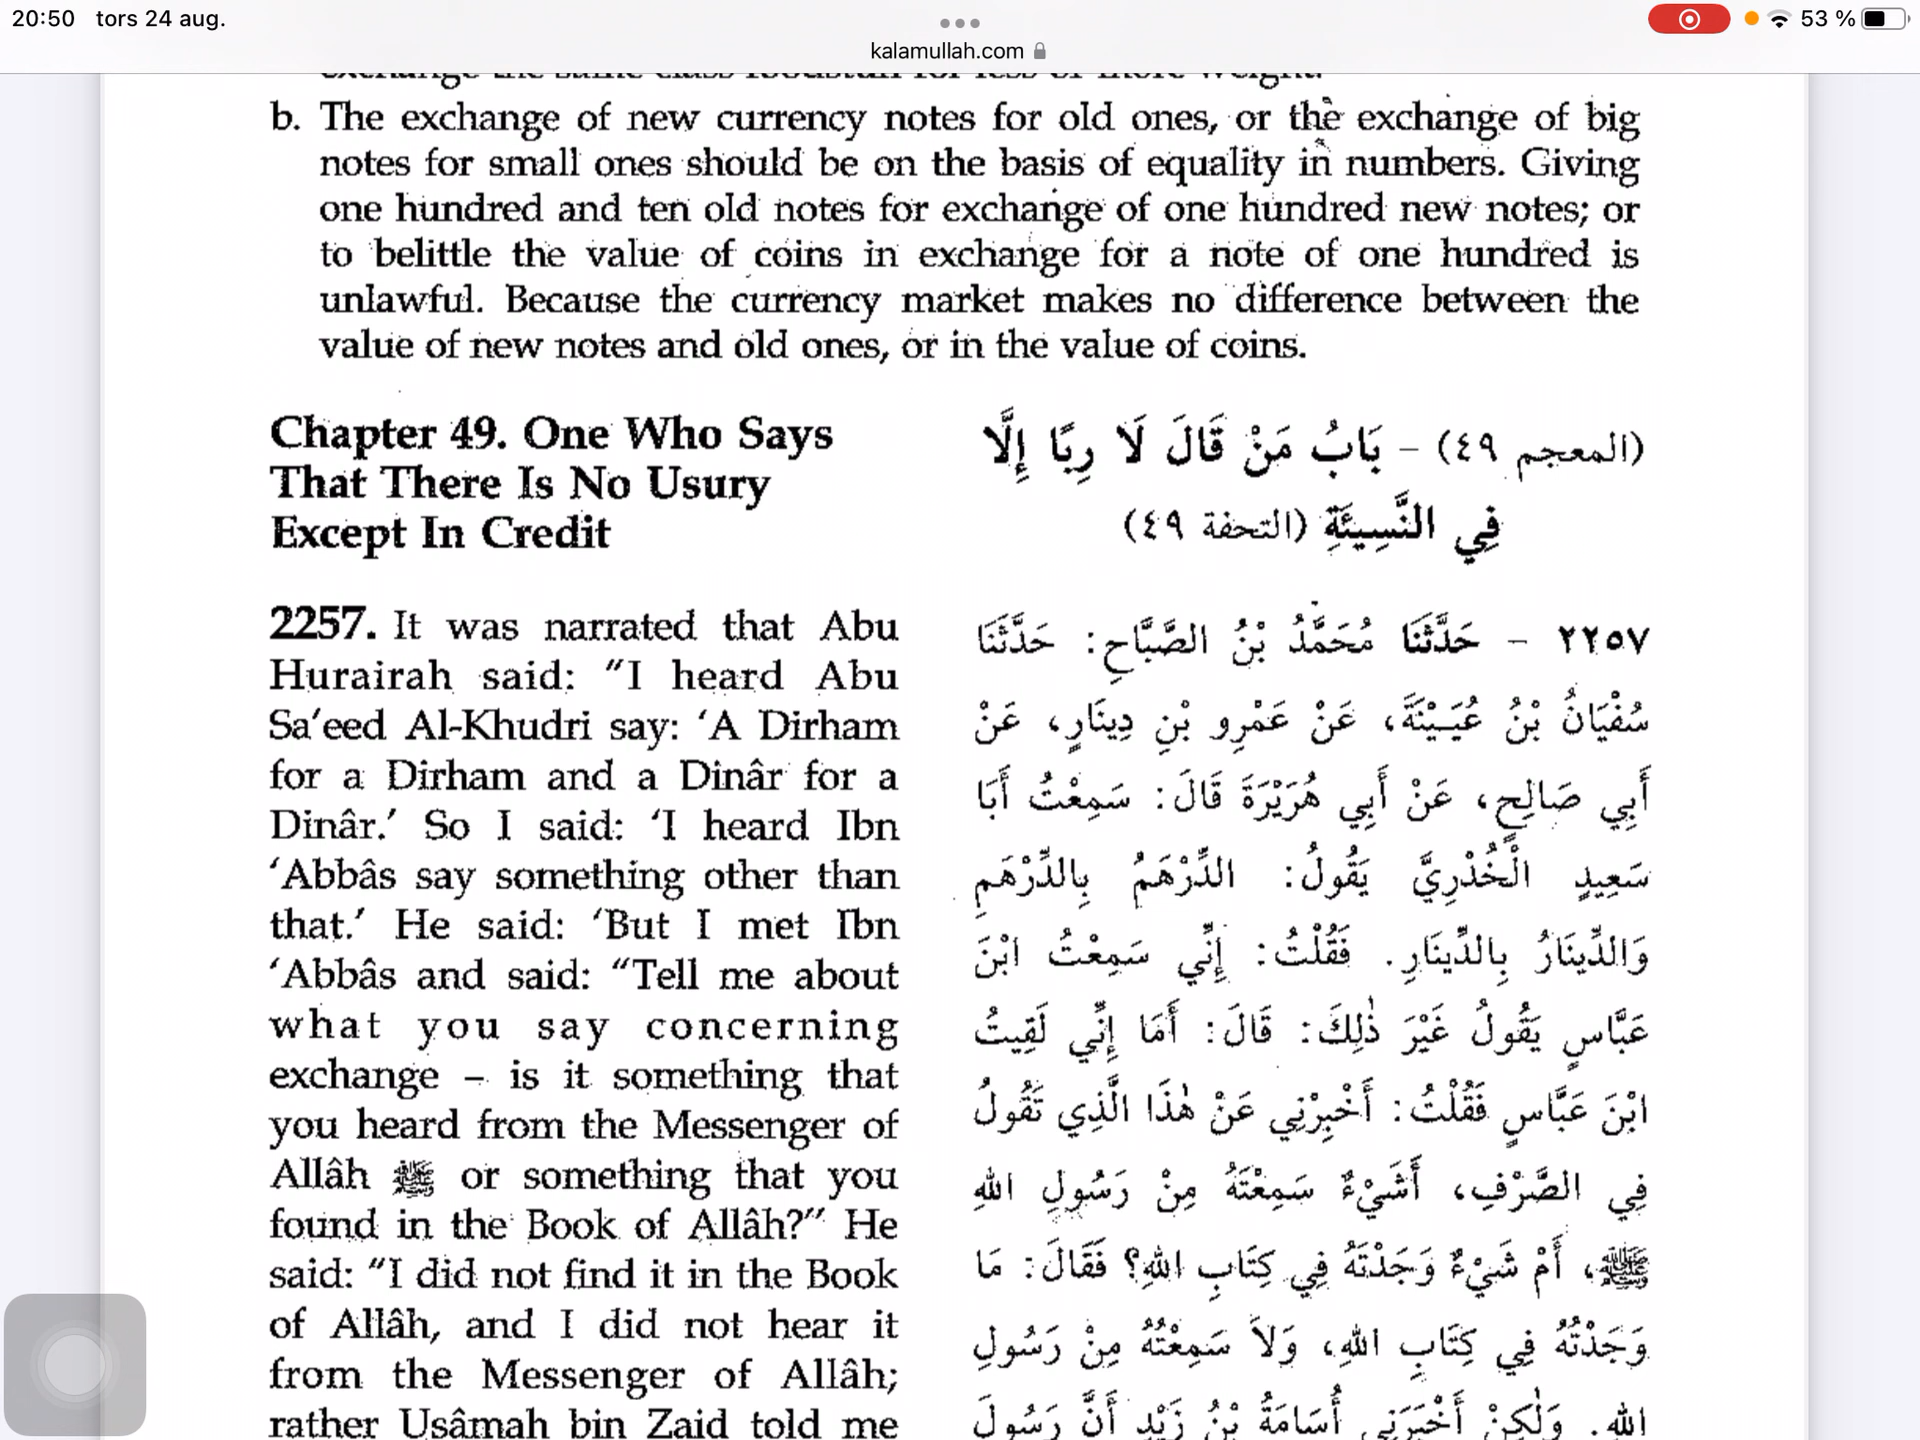 20:50 tors 24 aug.
53 %
kalamullah.com
exchange the same class foodstuff for less or more weight.
b. The exchange of new currency notes for old ones, or the exchange of big
notes for small ones should be on the basis of equality in numbers. Giving
one hundred and ten old notes for exchange of one hundred new notes; or
to belittle the value of coins in exchange for a note of one hundred is
unlawful. Because the currency market makes no difference between the
value of new notes and old ones, or in the value of coins.
Chapter 49. One Who Says
That There Is No Usury
Except In Credit
(المعجم ٤٩) – بَابُ مَنْ قَالَ لَا رِبًا إِلَّا
فِي النَّسِيئَةِ (التحفة ٤٩)
2257. It was narrated that Abu
Hurairah said: “I heard Abu
Sa’eed Al-Khudri say: ‘A Dirham
for a Dirham and a Dinâr for a
Dinâr.’ So I said: ‘I heard Ibn
‘Abbâs say something other than
that.’ He said: ‘But I met Ibn
‘Abbâs and said: “Tell me about
what you say concerning
exchange – is it something that
you heard from the Messenger of
Allâh ﷺ or something that you
found in the Book of Allâh?” He
said: “I did not find it in the Book
of Allâh, and I did not hear it
from the Messenger of Allâh;
rather Usâmah bin Zaid told me
٢٢٥٧ – حَدَّثَنَا مُحَمَّدُ بْنُ الصَّبَّاحِ: حَدَّثَنَا
سُفْيَانُ بْنُ عُيَيْنَةَ، عَنْ عَمْرِو بْنِ دِينَارٍ، عَنْ
أَبِي صَالِحٍ، عَنْ أَبِي هُرَيْرَةَ قَالَ: سَمِعْتُ أَبَا
سَعِيدٍ الْخُدْرِيَّ يَقُولُ: الدِّرْهَمُ بِالدِّرْهَمِ
وَالدِّينَارُ بِالدِّينَارِ. فَقُلْتُ: إِنِّي سَمِعْتُ ابْنَ
عَبَّاسٍ يَقُولُ غَيْرَ ذٰلِكَ: قَالَ: أَمَا إِنِّي لَقِيتُ
ابْنَ عَبَّاسٍ فَقُلْتُ: أَخْبِرْنِي عَنْ هٰذَا الَّذِي تَقُولُ
فِي الصَّرْفِ، أَشَيْءٌ سَمِعْتَهُ مِنْ رَسُولِ اللهِ
ﷺ، أَمْ شَيْءٌ وَجَدْتَهُ فِي كِتَابِ اللهِ؟ فَقَالَ: مَا
وَجَدْتُهُ فِي كِتَابِ اللهِ، وَلَا سَمِعْتُهُ مِنْ رَسُولِ
اللهِ. وَلٰكِنْ أَخْبَرَنِي أُسَامَةُ بْنُ زَيْدٍ أَنَّ رَسُولَ